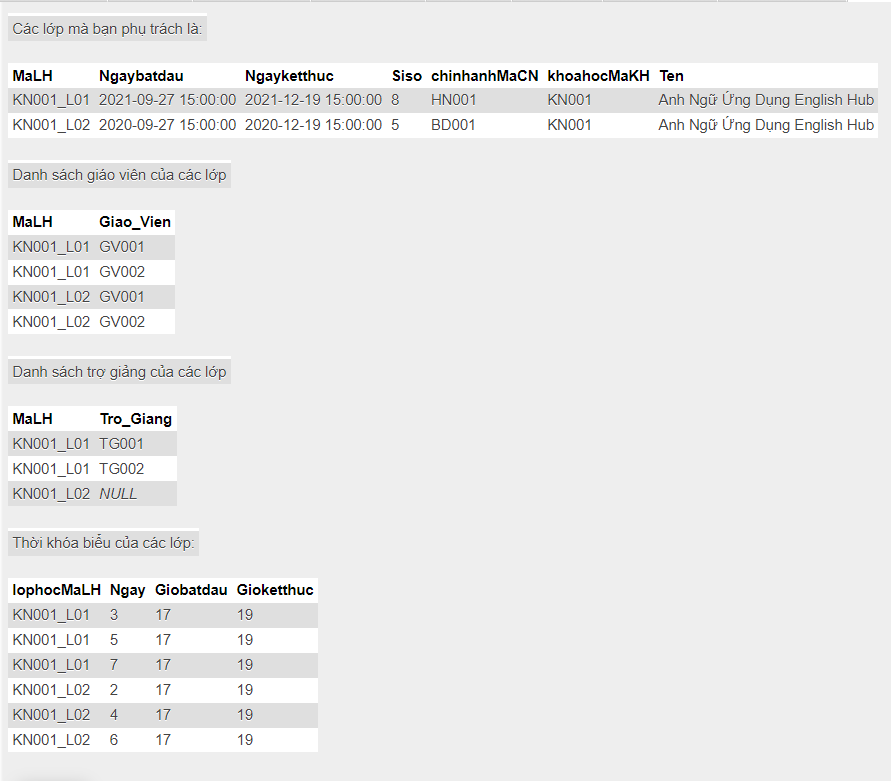 Các lớp mà bạn phụ trách là:
MaLH Ngaybatdau Ngayketthuc Siso chinhanhMaCN khoahocMaKH Ten
KN001_L01 2021-09-27 15:00:00 2021-12-19 15:00:00 8 HN001 KN001 Anh Ngữ Ứng Dụng English Hub
KN001_L02 2020-09-27 15:00:00 2020-12-19 15:00:00 5 BD001 KN001 Anh Ngữ Ứng Dụng English Hub
Danh sách giáo viên của các lớp
MaLH Giao_Vien
KN001_L01 GV001
KN001_L01 GV002
KN001_L02 GV001
KN001_L02 GV002
Danh sách trợ giảng của các lớp
MaLH Tro_Giang
KN001_L01 TG001
KN001_L01 TG002
KN001_L02 NULL
Thời khóa biểu của các lớp:
lophocMaLH Ngay Giobatdau Gioketthuc
KN001_L01 3 17 19
KN001_L01 5 17 19
KN001_L01 7 17 19
KN001_L02 2 17 19
KN001_L02 4 17 19
KN001_L02 6 17 19